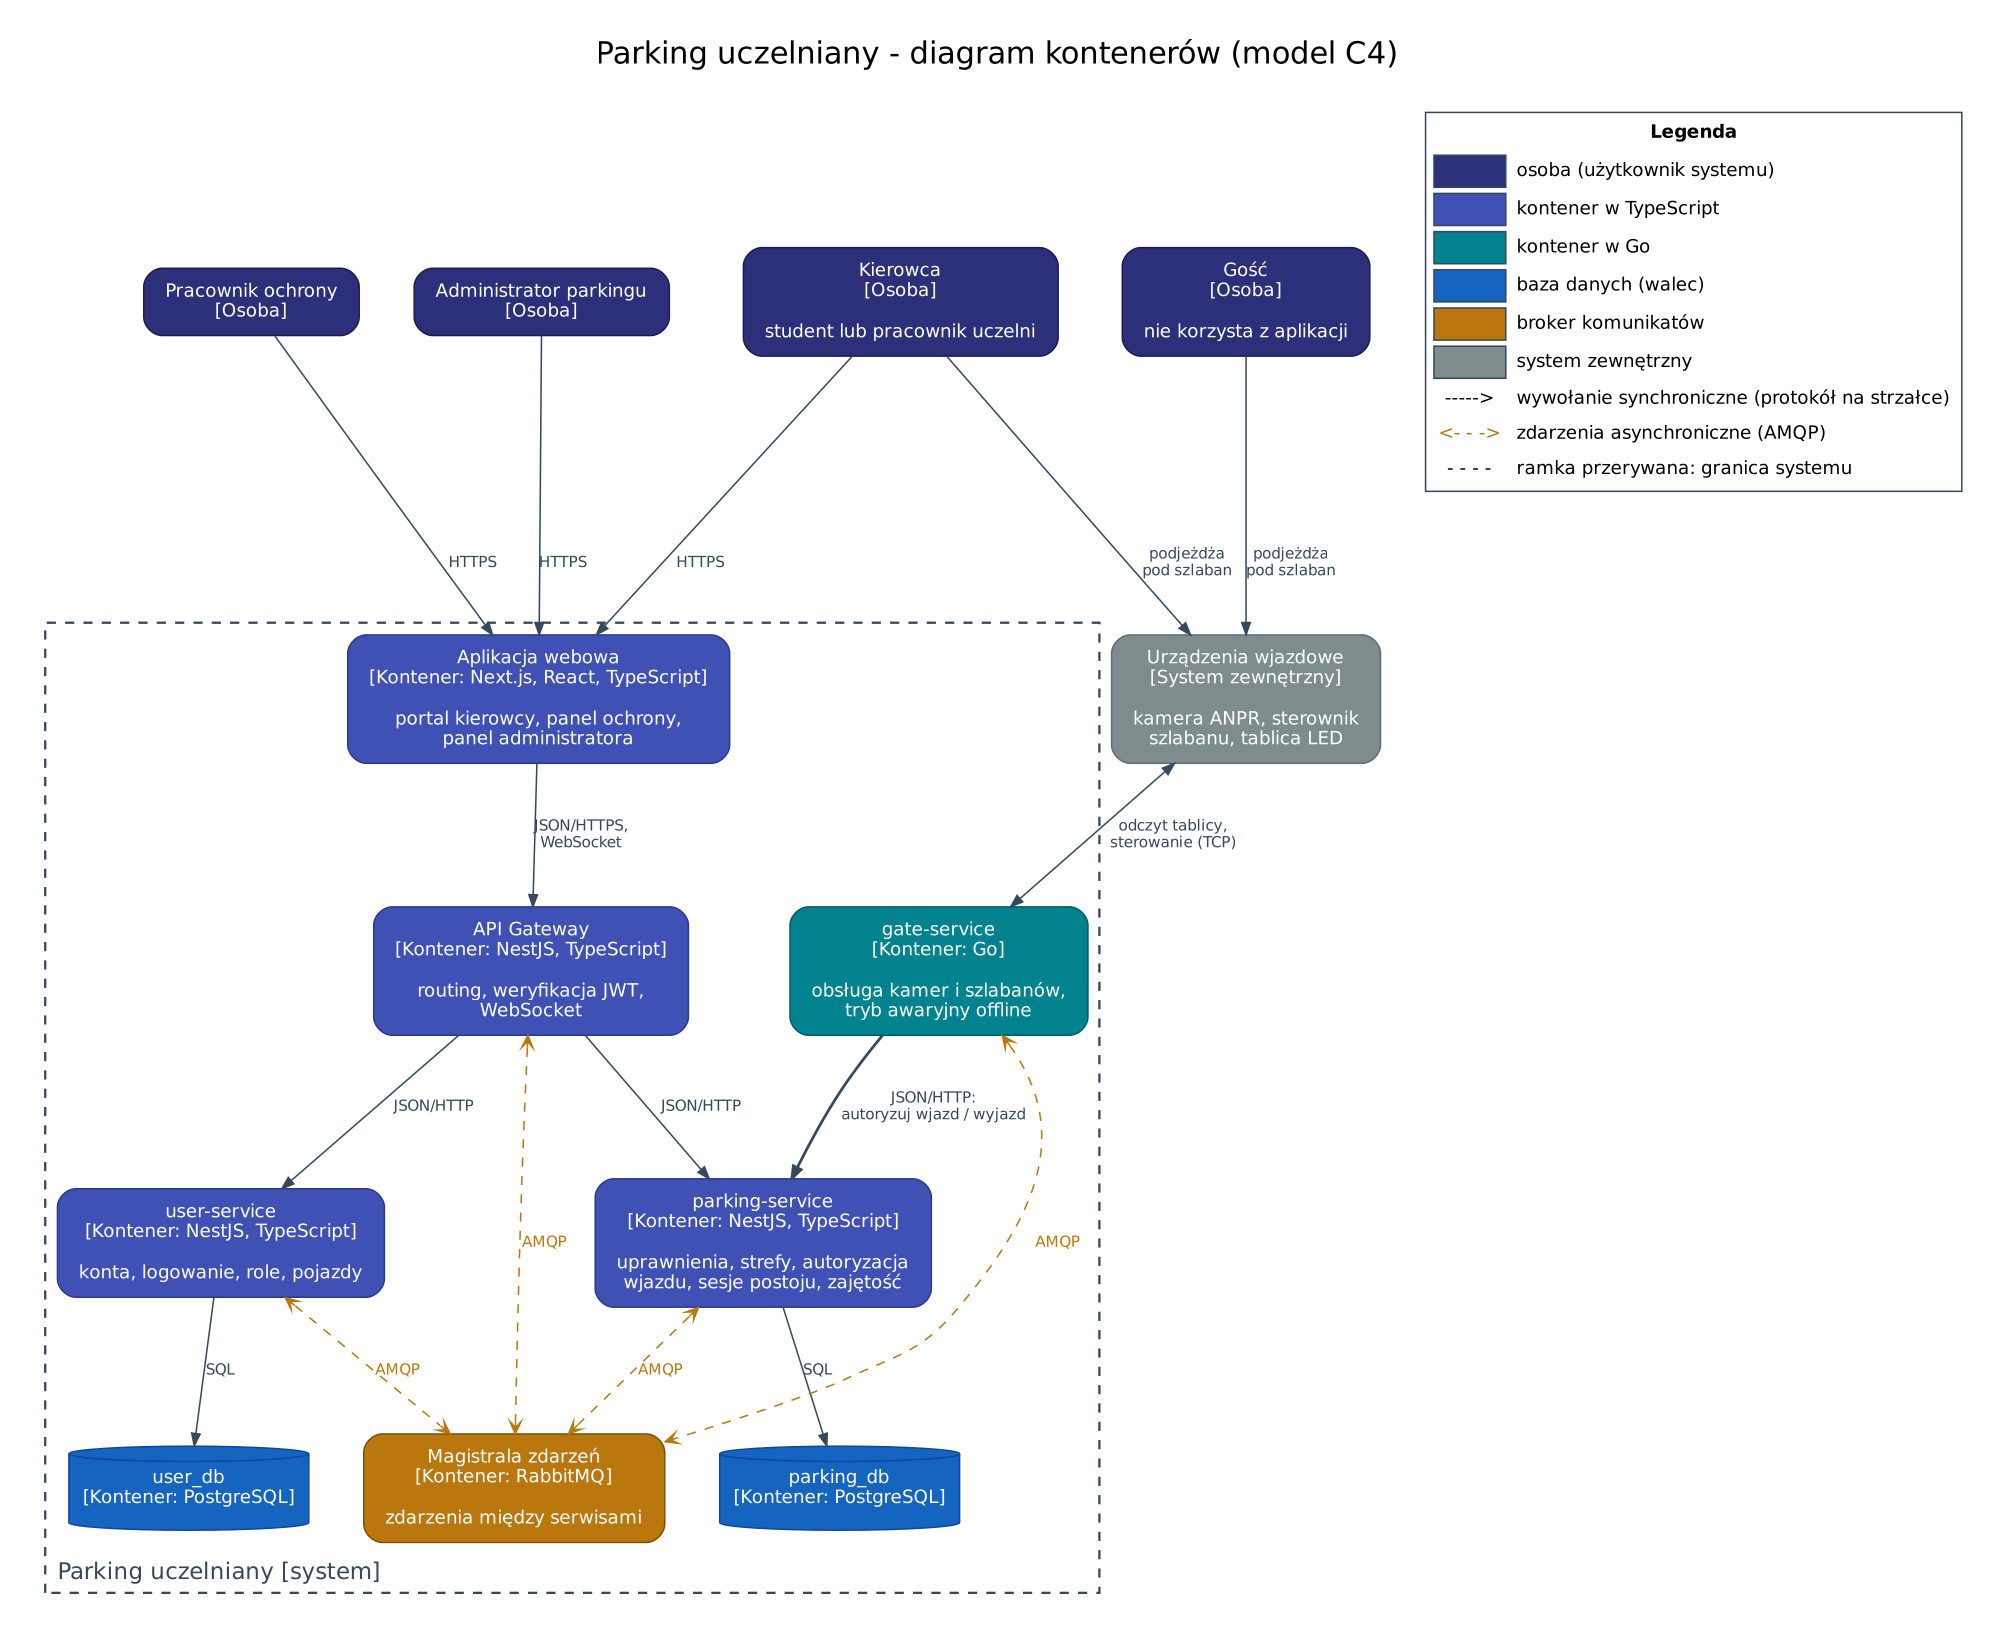 Parking uczelniany - diagram kontenerów (model C4)
Legenda
osoba (użytkownik systemu)
kontener w TypeScript
kontener w Go
baza danych (walec)
broker komunikatów
system zewnętrzny
-----> wywołanie synchroniczne (protokół na strzałce)
<- - -> zdarzenia asynchroniczne (AMQP)
- - - - ramka przerywana: granica systemu
Pracownik ochrony
[Osoba]
Administrator parkingu
[Osoba]
Kierowca
[Osoba]
student lub pracownik uczelni
Gość
[Osoba]
nie korzysta z aplikacji
HTTPS
HTTPS
HTTPS
podjeżdża
pod szlaban
podjeżdża
pod szlaban
Aplikacja webowa
[Kontener: Next.js, React, TypeScript]
portal kierowcy, panel ochrony,
panel administratora
Urządzenia wjazdowe
[System zewnętrzny]
kamera ANPR, sterownik
szlabanu, tablica LED
JSON/HTTPS,
WebSocket
odczyt tablicy,
sterowanie (TCP)
API Gateway
[Kontener: NestJS, TypeScript]
routing, weryfikacja JWT,
WebSocket
gate-service
[Kontener: Go]
obsługa kamer i szlabanów,
tryb awaryjny offline
JSON/HTTP
JSON/HTTP
JSON/HTTP:
autoryzuj wjazd / wyjazd
user-service
[Kontener: NestJS, TypeScript]
konta, logowanie, role, pojazdy
AMQP
parking-service
[Kontener: NestJS, TypeScript]
uprawnienia, strefy, autoryzacja
wjazdu, sesje postoju, zajętość
AMQP
SQL
AMQP
AMQP
SQL
user_db
[Kontener: PostgreSQL]
Magistrala zdarzeń
[Kontener: RabbitMQ]
zdarzenia między serwisami
parking_db
[Kontener: PostgreSQL]
Parking uczelniany [system]